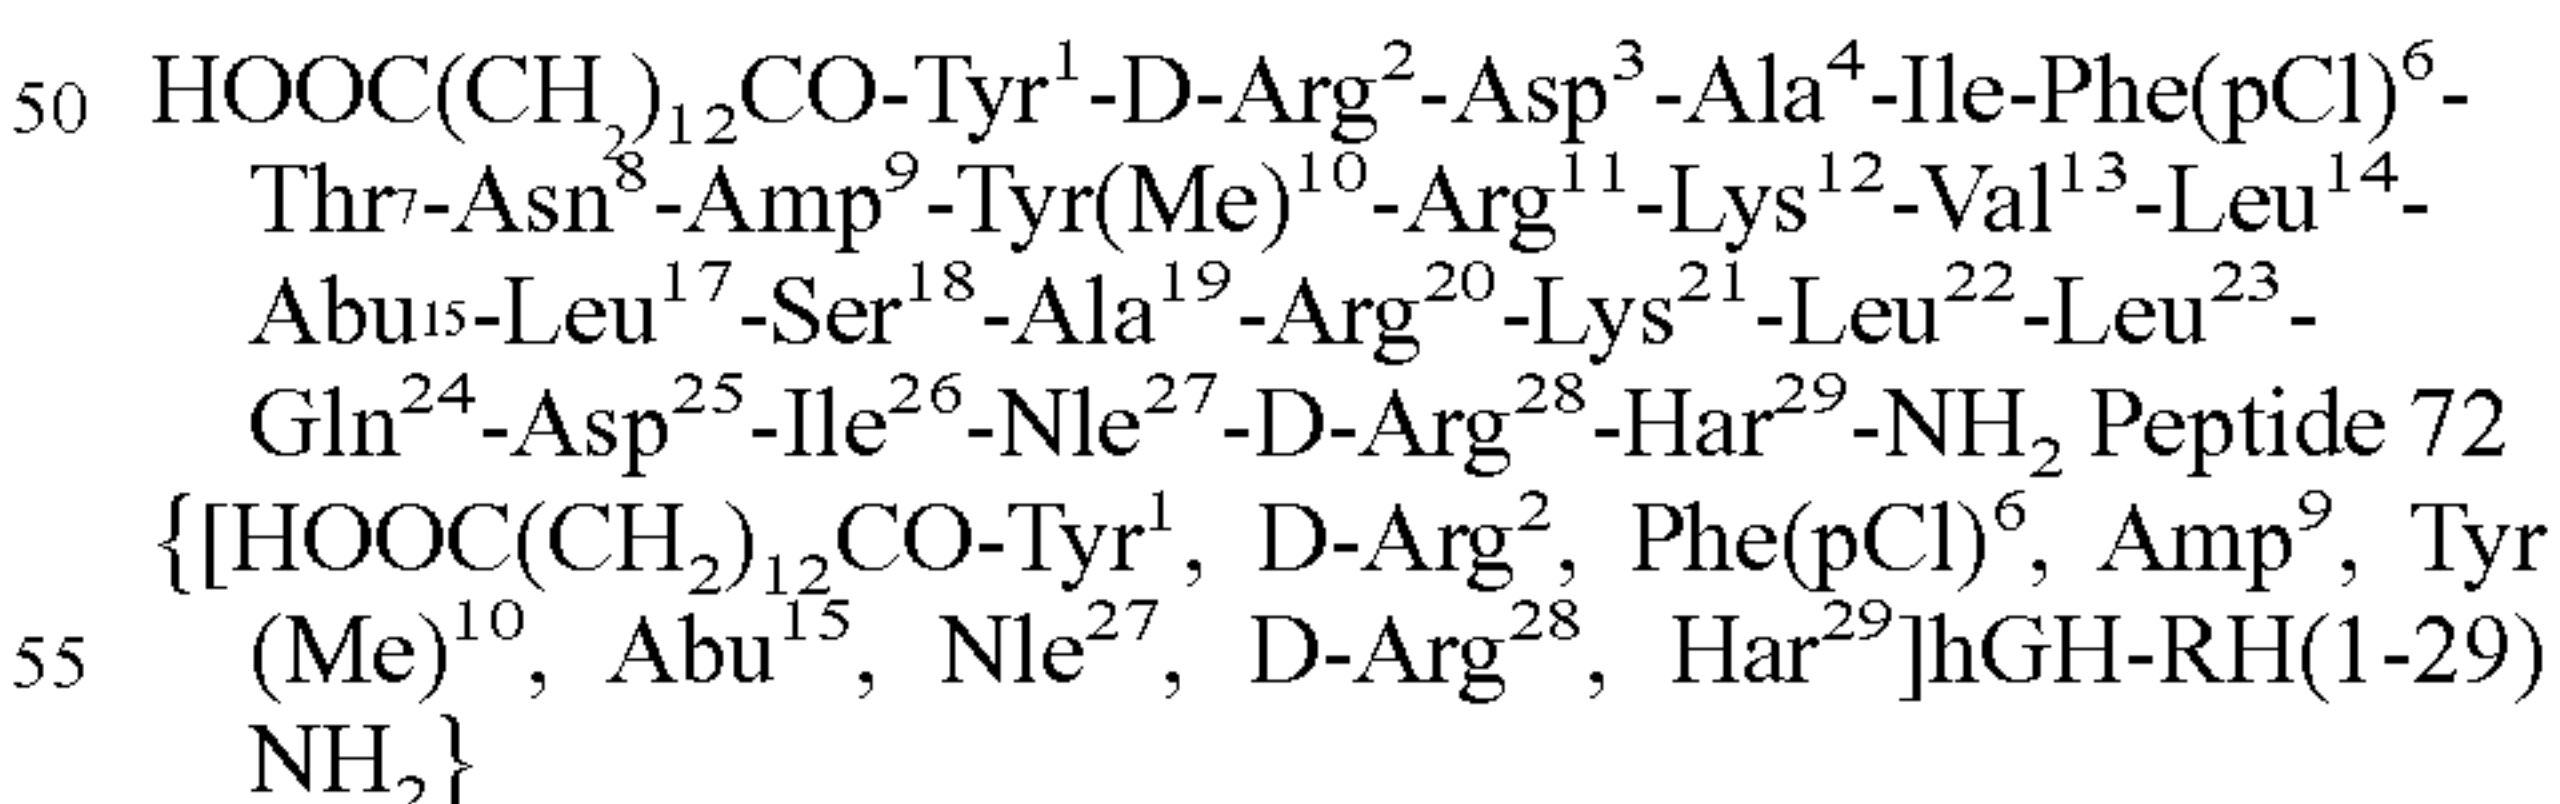 50 HOOC(CH₂)₁₂CO-Tyr¹-D-Arg²-Asp³-Ala⁴-Ile-Phe(pCl)⁶-
Thr₇-Asn⁸-Amp⁹-Tyr(Me)¹⁰-Arg¹¹-Lys¹²-Val¹³-Leu¹⁴-
Abu₁₅-Leu¹⁷-Ser¹⁸-Ala¹⁹-Arg²⁰-Lys²¹-Leu²²-Leu²³-
Gln²⁴-Asp²⁵-Ile²⁶-Nle²⁷-D-Arg²⁸-Har²⁹-NH₂ Peptide 72
{[HOOC(CH₂)₁₂CO-Tyr¹, D-Arg², Phe(pCl)⁶, Amp⁹, Tyr
55 (Me)¹⁰, Abu¹⁵, Nle²⁷, D-Arg²⁸, Har²⁹]hGH-RH(1-29)
NH₂}